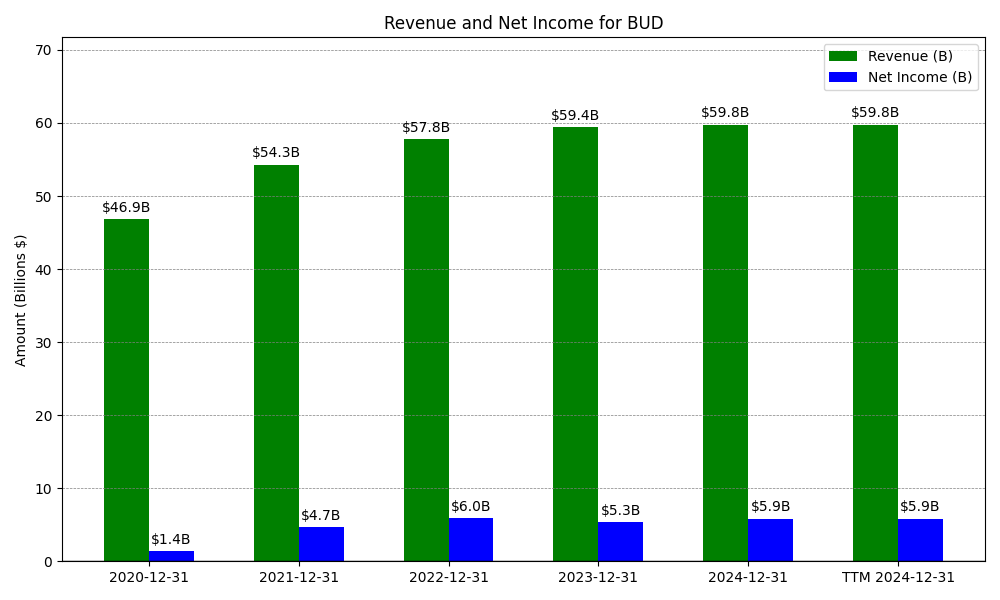 Revenue and Net Income for BUD
Revenue (B)
Net Income (B)
Amount (Billions $)
70
60
50
40
30
20
10
0
$46.9B
$1.4B
$54.3B
$4.7B
$57.8B
$6.0B
$59.4B
$5.3B
$59.8B
$5.9B
$59.8B
$5.9B
2020-12-31
2021-12-31
2022-12-31
2023-12-31
2024-12-31
TTM 2024-12-31